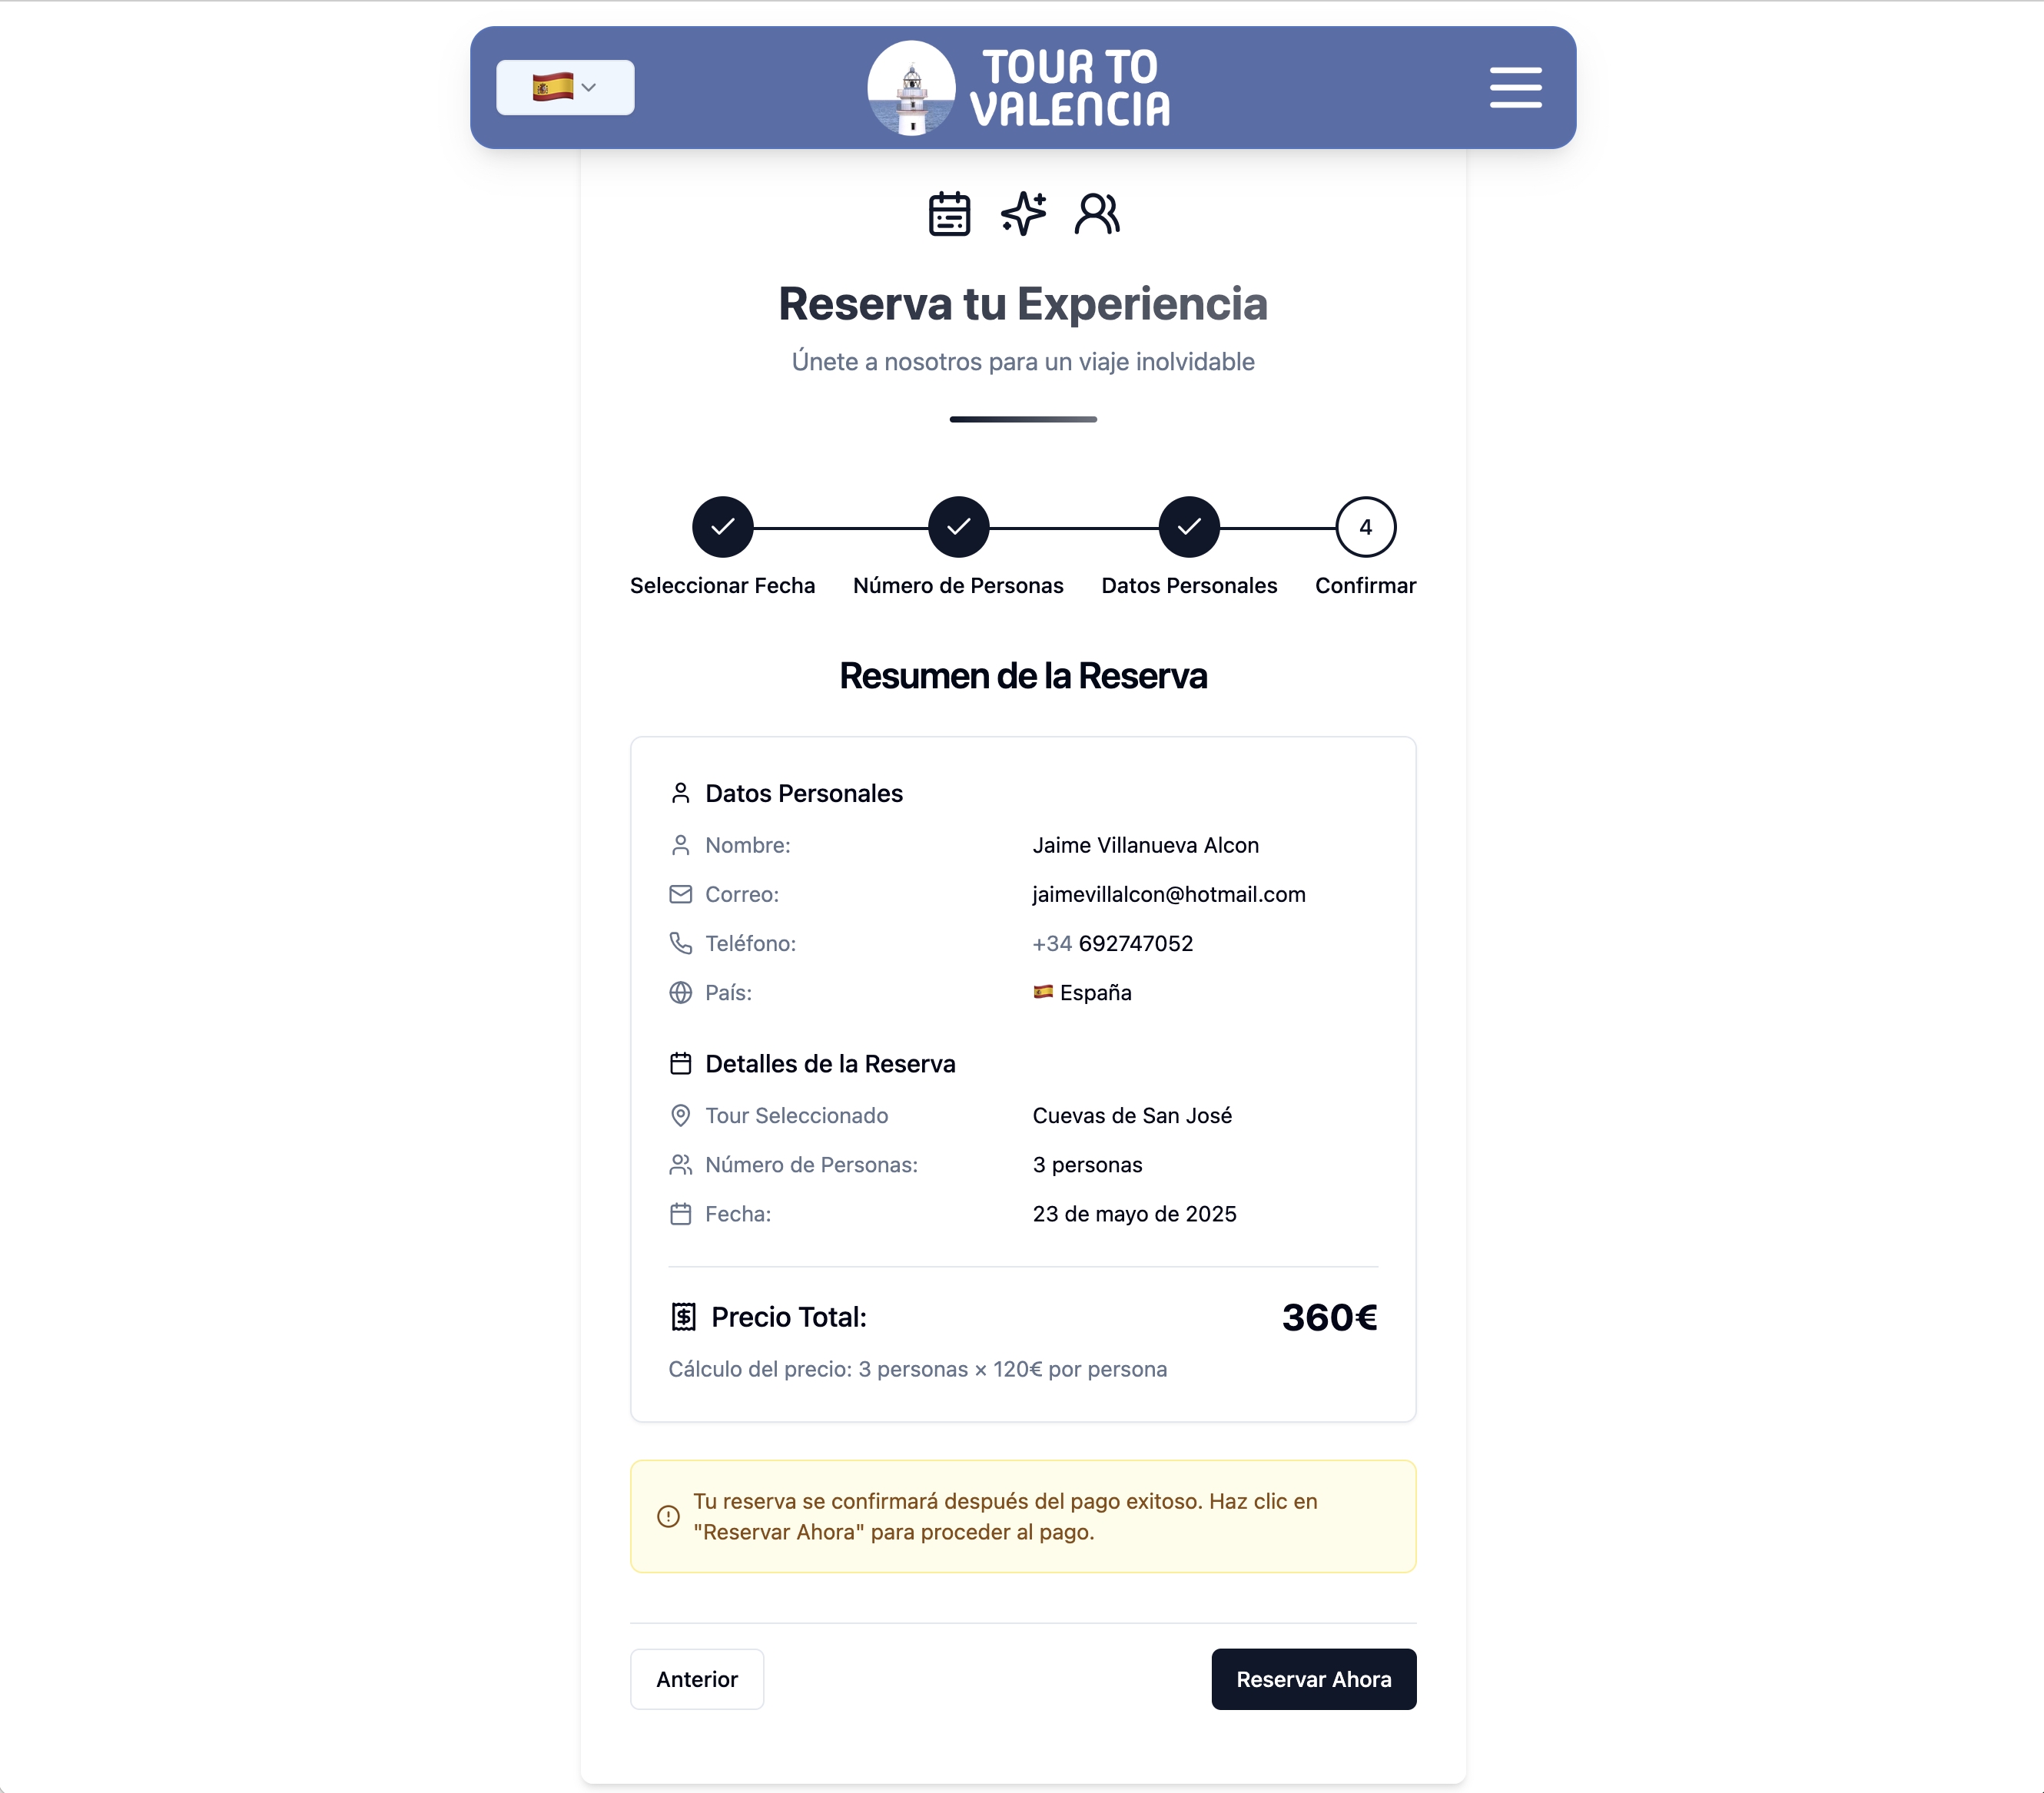 TOUR TO
VALENCIA
Reserva tu Experiencia
Únete a nosotros para un viaje inolvidable
4
Seleccionar Fecha
Número de Personas
Datos Personales
Confirmar
Resumen de la Reserva
Datos Personales
Nombre: Jaime Villanueva Alcon
Correo: jaimevillalcon@hotmail.com
Teléfono: +34 692747052
País: España
Detalles de la Reserva
Tour Seleccionado Cuevas de San José
Número de Personas: 3 personas
Fecha: 23 de mayo de 2025
Precio Total: 360€
Cálculo del precio: 3 personas × 120€ por persona
Tu reserva se confirmará después del pago exitoso. Haz clic en
"Reservar Ahora" para proceder al pago.
Anterior
Reservar Ahora